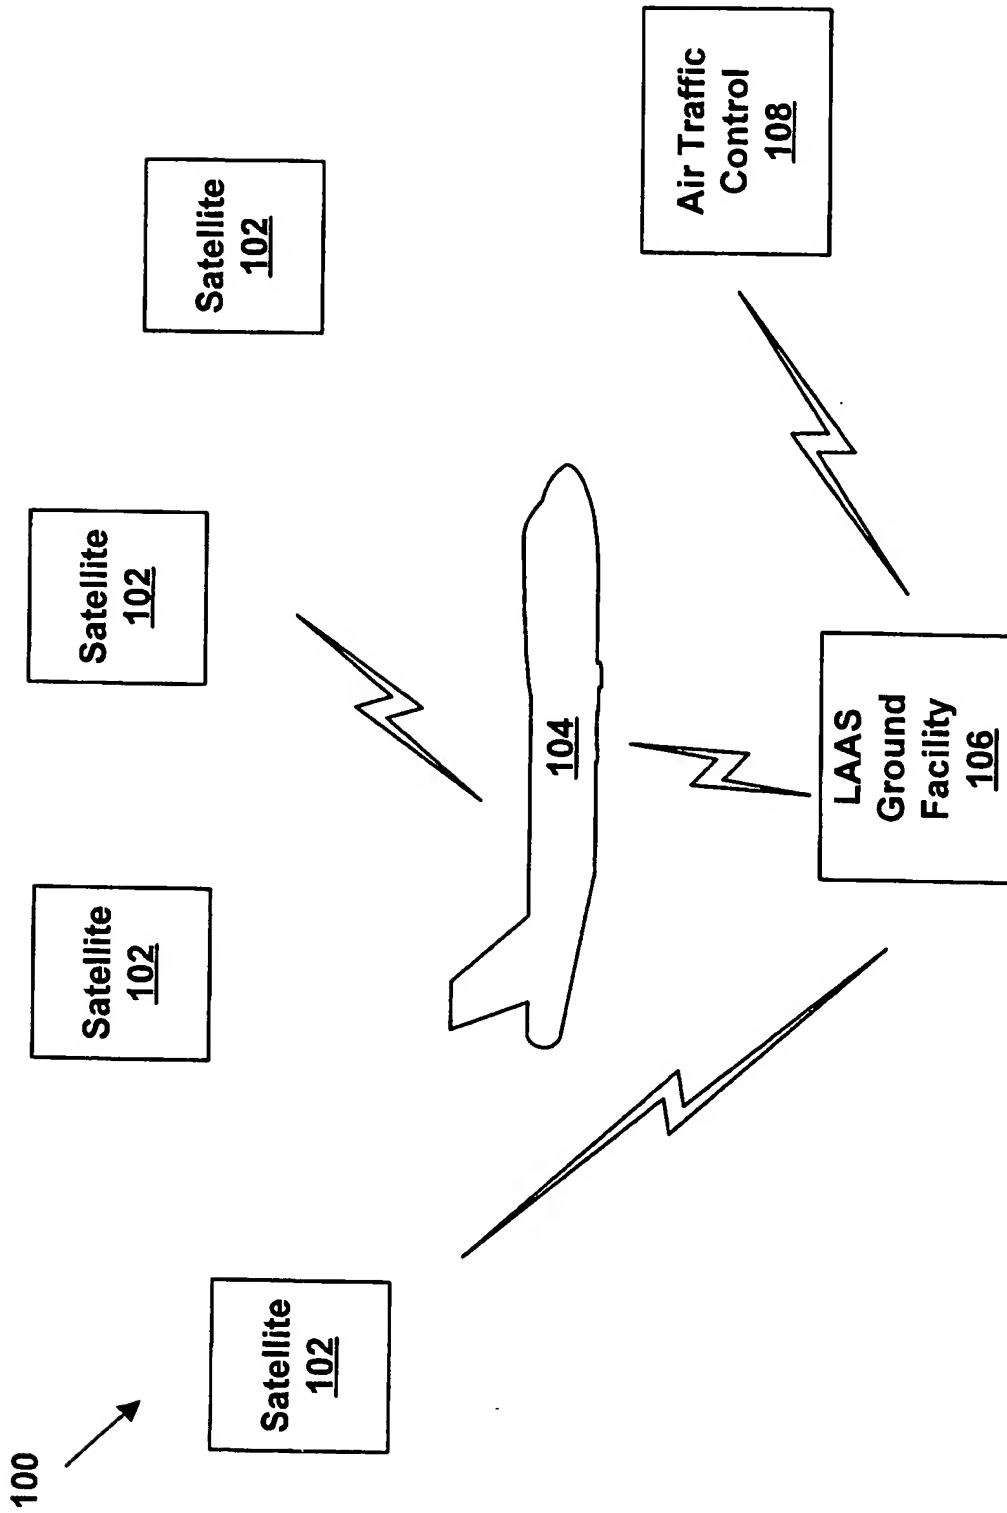 100
Satellite
102
Satellite
102
Satellite
102
Satellite
102
104
LAAS
Ground
Facility
106
Air Traffic
Control
108